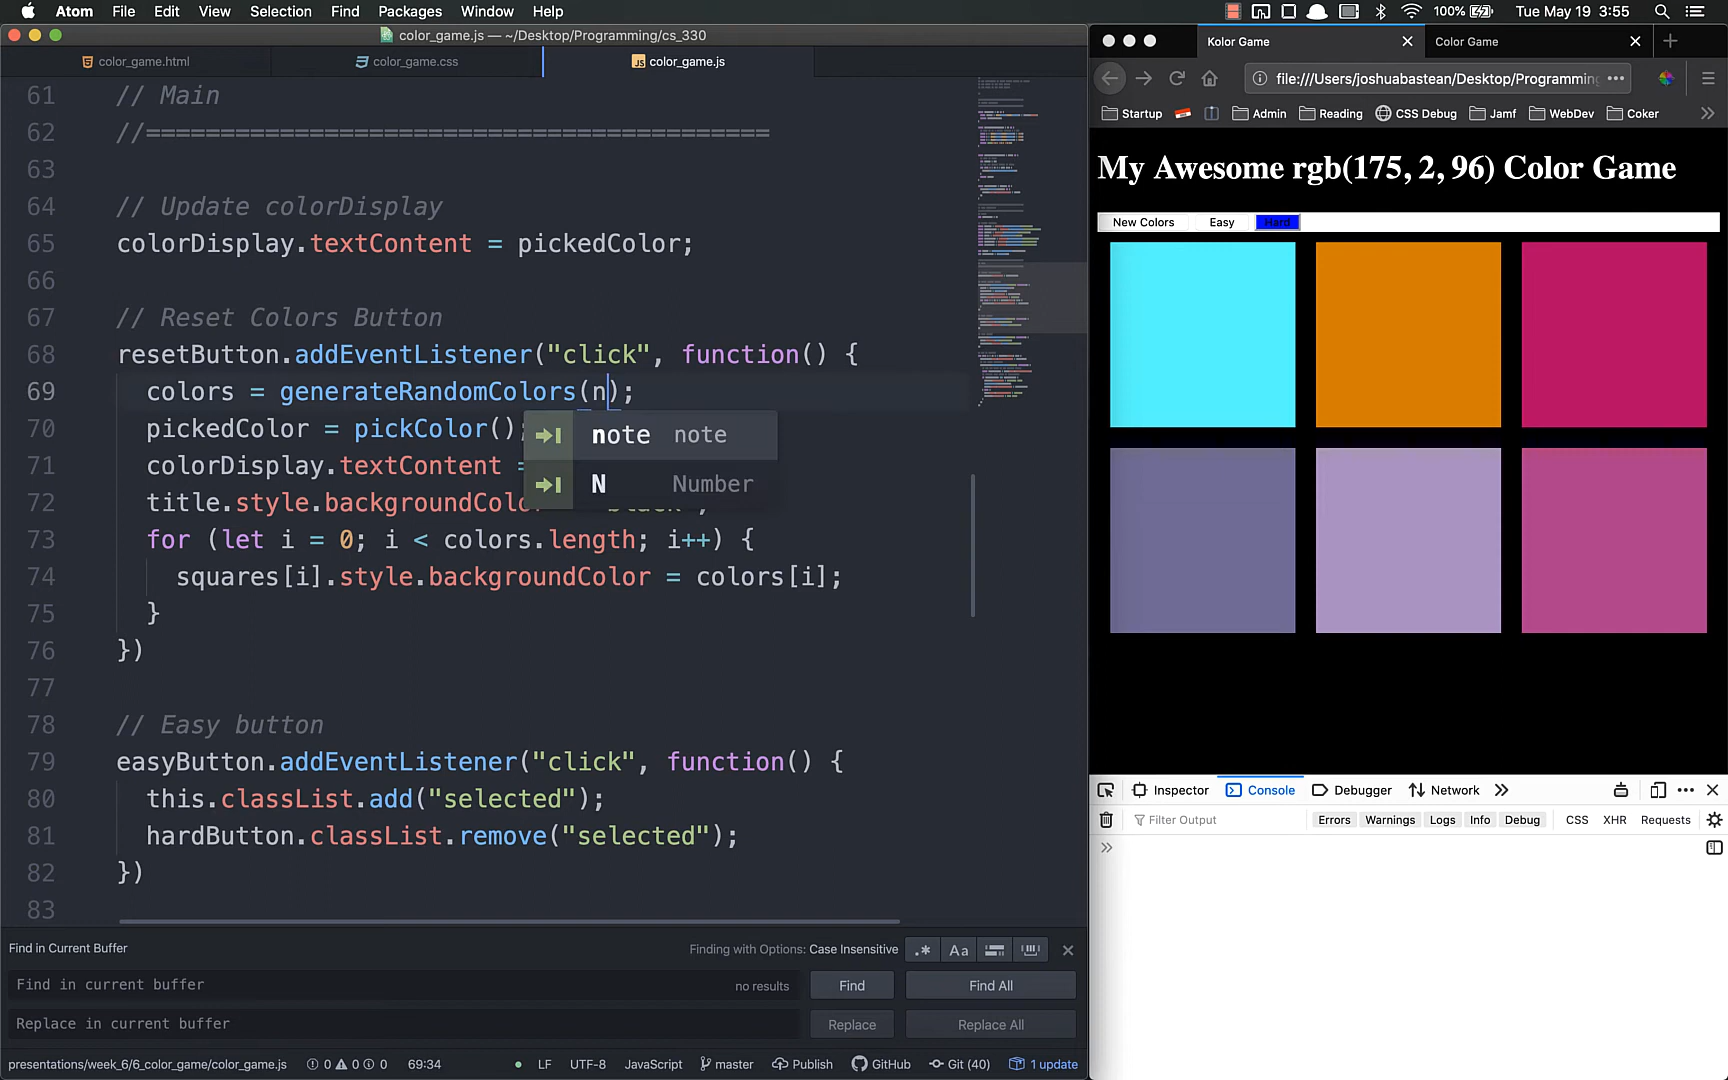 Atom File Edit View Selection Find Packages Window Help 100% Tue May 19 3:55
color_game.js — ~/Desktop/Programming/cs_330
color_game.html color_game.css color_game.js
61 // Main
62 //==========================================
63
64 // Update colorDisplay
65 colorDisplay.textContent = pickedColor;
66
67 // Reset Colors Button
68 resetButton.addEventListener("click", function() {
69 colors = generateRandomColors(n);
70 pickedColor = pickColor();
71 colorDisplay.textContent =
72 title.style.backgroundColo
73 for (let i = 0; i < colors.length; i++) {
74 squares[i].style.backgroundColor = colors[i];
75 }
76 })
77
78 // Easy button
79 easyButton.addEventListener("click", function() {
80 this.classList.add("selected");
81 hardButton.classList.remove("selected");
82 })
83
note note
N Number
Find in Current Buffer Finding with Options: Case Insensitive .* Aa
Find in current buffer no results Find Find All
Replace in current buffer Replace Replace All
presentations/week_6/6_color_game/color_game.js 0 0 0 69:34 LF UTF-8 JavaScript master Publish GitHub Git (40) 1 update
Kolor Game Color Game
file:///Users/joshuabastean/Desktop/Programming
Startup Admin Reading CSS Debug Jamf WebDev Coker
My Awesome rgb(175, 2, 96) Color Game
New Colors Easy Hard
Inspector Console Debugger Network
Filter Output Errors Warnings Logs Info Debug CSS XHR Requests